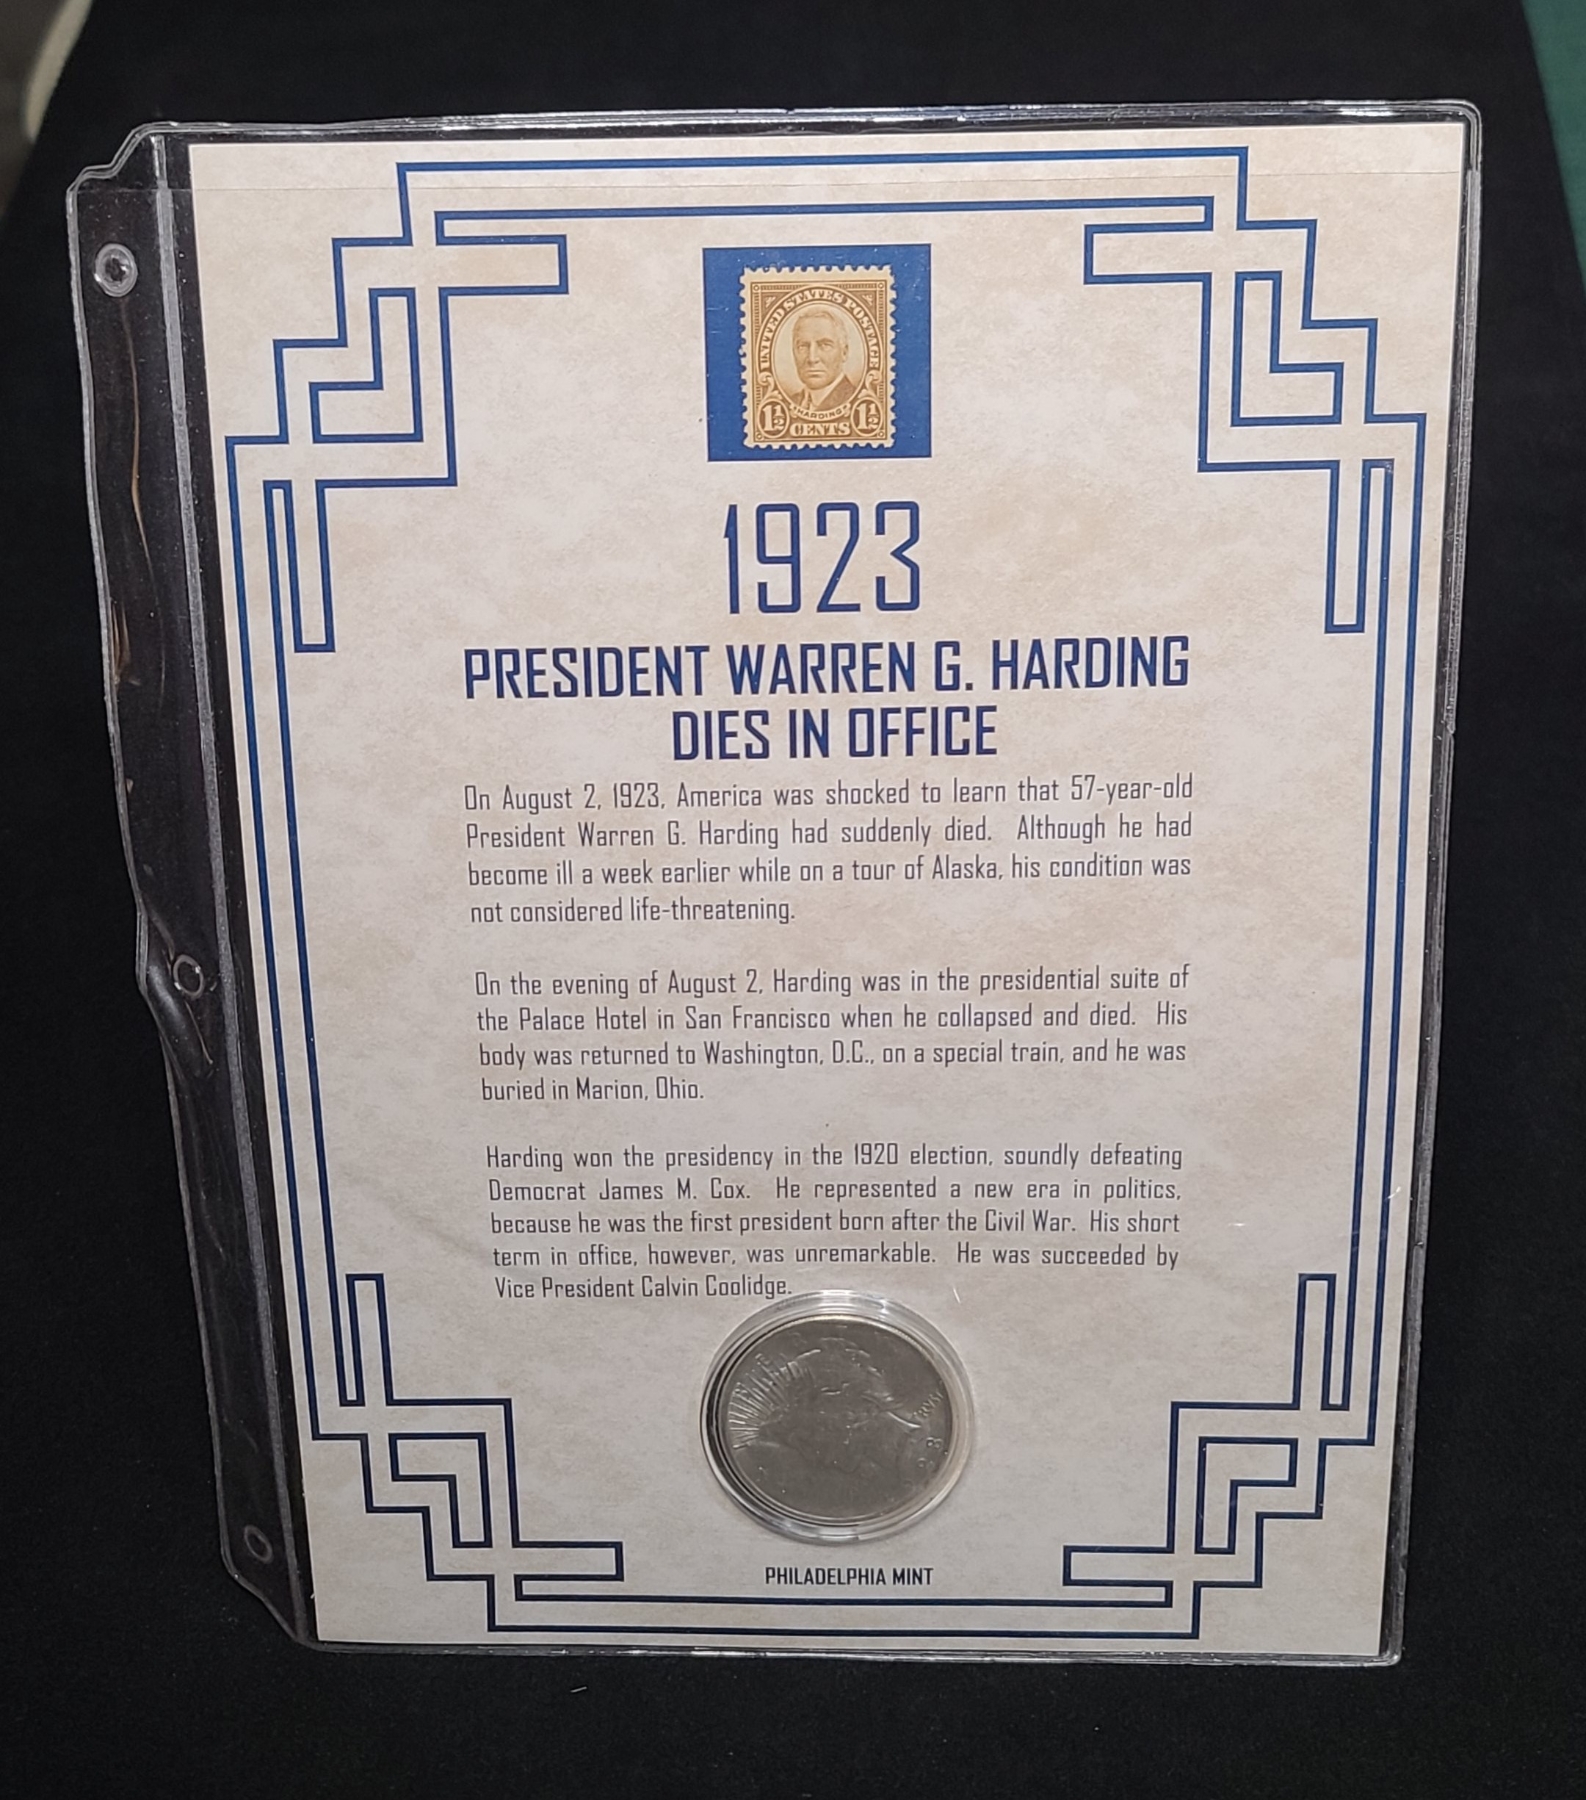 UNITED STATES POSTAGE
HARDING
1½ 1½
CENTS
1923
PRESIDENT WARREN G. HARDING
DIES IN OFFICE
On August 2, 1923, America was shocked to learn that 57-year-old
President Warren G. Harding had suddenly died. Although he had
become ill a week earlier while on a tour of Alaska, his condition was
not considered life-threatening.
On the evening of August 2, Harding was in the presidential suite of
the Palace Hotel in San Francisco when he collapsed and died. His
body was returned to Washington, D.C., on a special train, and he was
buried in Marion, Ohio.
Harding won the presidency in the 1920 election, soundly defeating
Democrat James M. Cox. He represented a new era in politics,
because he was the first president born after the Civil War. His short
term in office, however, was unremarkable. He was succeeded by
Vice President Calvin Coolidge.
PHILADELPHIA MINT